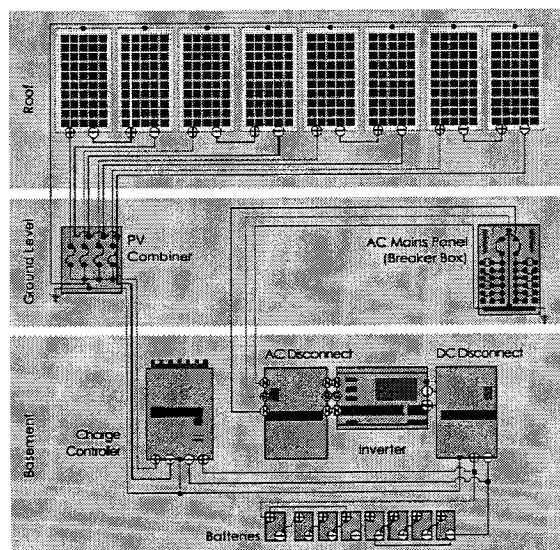 Roof
Ground Level
PV
Combiner
AC Mains Panel
(Breaker Box)
Basement
AC Disconnect
DC Disconnect
Charge
Controller
Inverter
Batteries